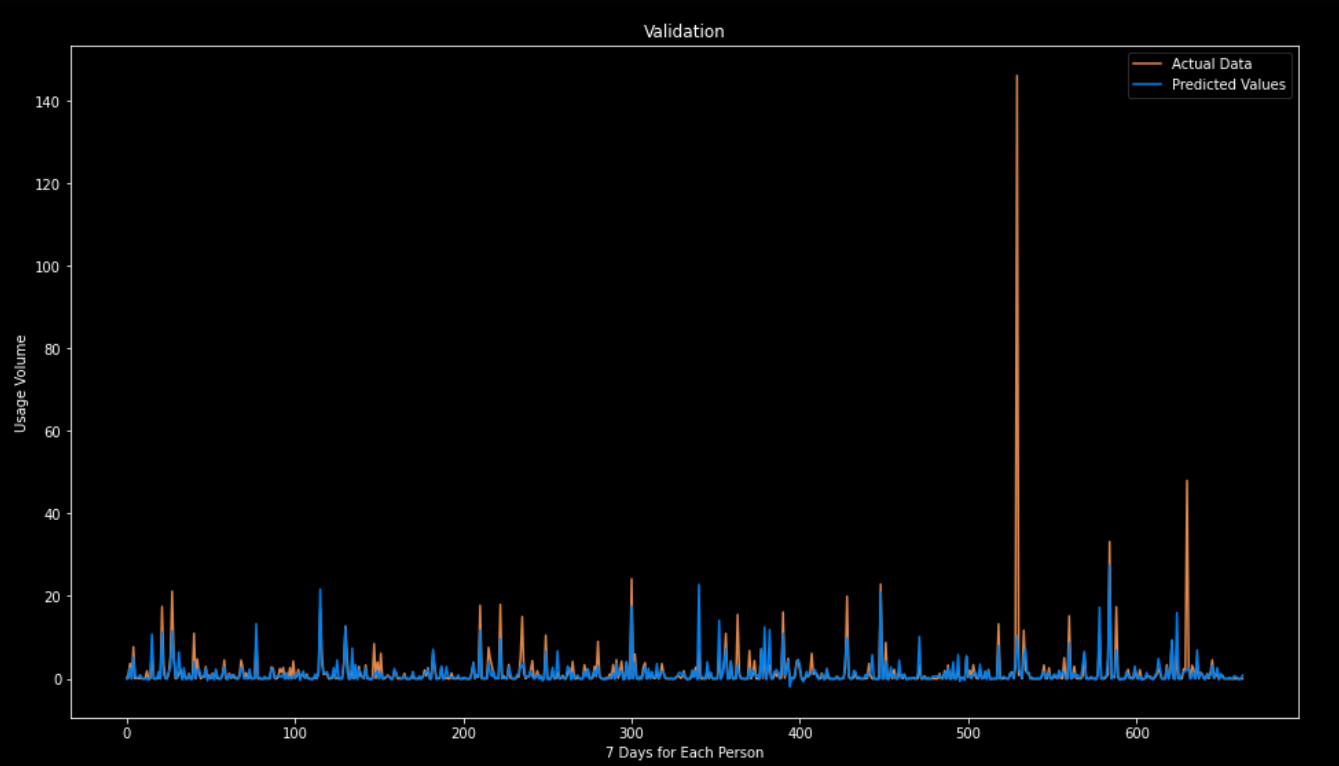 Validation
Actual Data
Predicted Values
140
120
100
80
60
40
20
0
Usage Volume
0 100 200 300 400 500 600
7 Days for Each Person